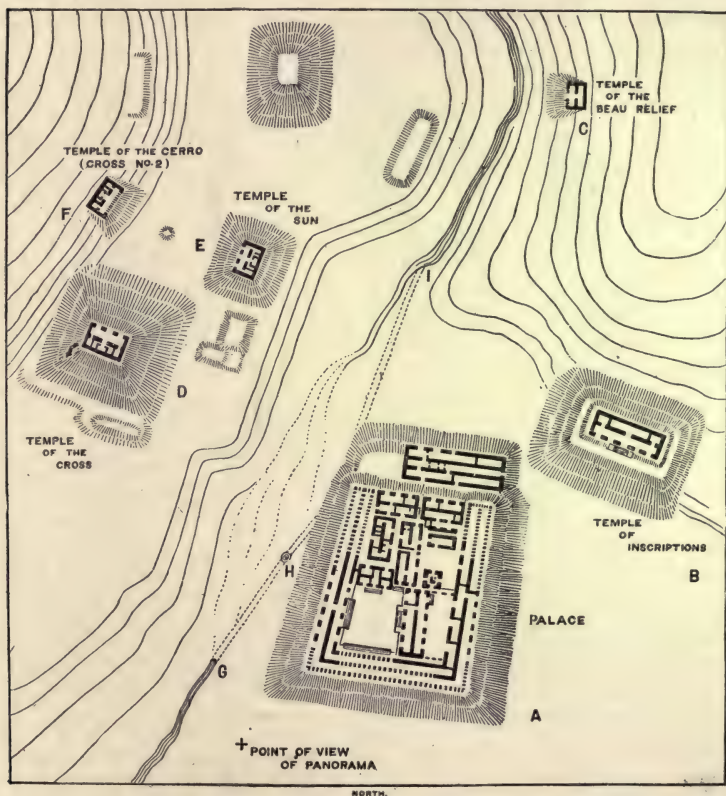 TEMPLE
OF THE
BEAU RELIEF
C
TEMPLE OF THE CERRO
(CROSS NO. 2)
F
TEMPLE
OF THE
SUN
E
I
D
TEMPLE
OF THE
CROSS
TEMPLE
OF
INSCRIPTIONS
B
H
PALACE
G
A
POINT OF VIEW
OF PANORAMA
NORTH.